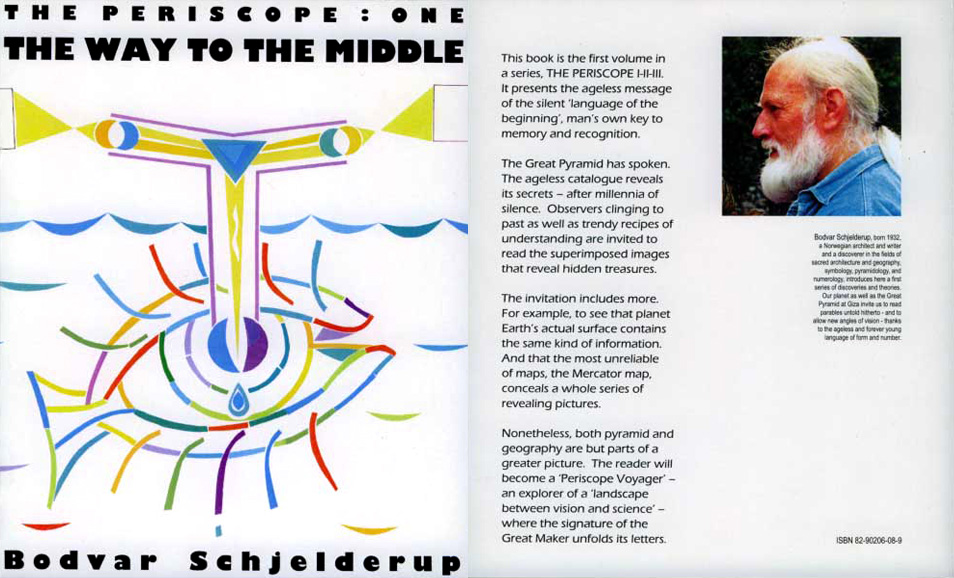 THE PERISCOPE : ONE
THE WAY TO THE MIDDLE
Bodvar Schjelderup
This book is the first volume in
a series, THE PERISCOPE I-II-III.
It presents the ageless message
of the silent 'language of the
beginning', man's own key to
memory and recognition.
The Great Pyramid has spoken.
The ageless catalogue reveals
its secrets – after millennia of
silence. Observers clinging to
past as well as trendy recipes of
understanding are invited to
read the superimposed images
that reveal hidden treasures.
The invitation includes more.
For example, to see that planet
Earth's actual surface contains
the same kind of information.
And that the most unreliable
of maps, the Mercator map,
conceals a whole series of
revealing pictures.
Nonetheless, both pyramid and
geography are but parts of a
greater picture. The reader will
become a 'Periscope Voyager' –
an explorer of a 'landscape
between vision and science' –
where the signature of the
Great Maker unfolds its letters.
Bodvar Schjelderup, born 1932,
a Norwegian architect and writer
and a discoverer in the fields of
sacred architecture and geography,
symbology, pyramidology, and
numerology, introduces here a first
series of discoveries and theories.
Our planet as well as the Great
Pyramid at Giza invite us to read
parables untold hitherto - and to
allow new angles of vision - thanks
to the ageless and forever young
language of form and number.
ISBN 82-90206-08-9